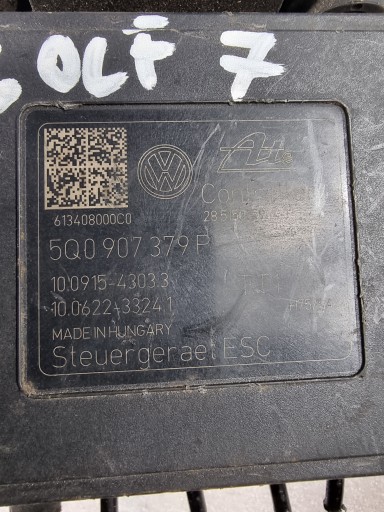 GOLF 7
Ate
613408000C0
5Q0 907 379 P
10.0915-4303.3
10.0622-3324.1
MADE IN HUNGARY
Steuergeraet ESC